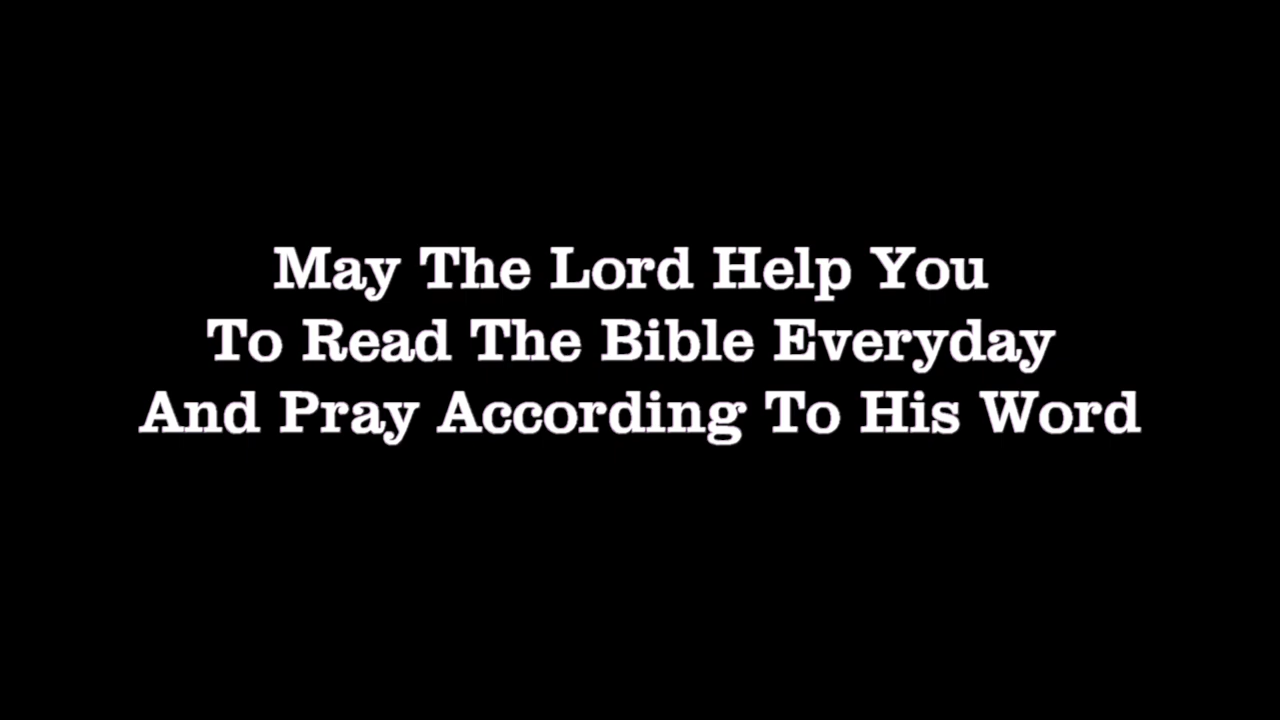 May The Lord Help You
To Read The Bible Everyday
And Pray According To His Word